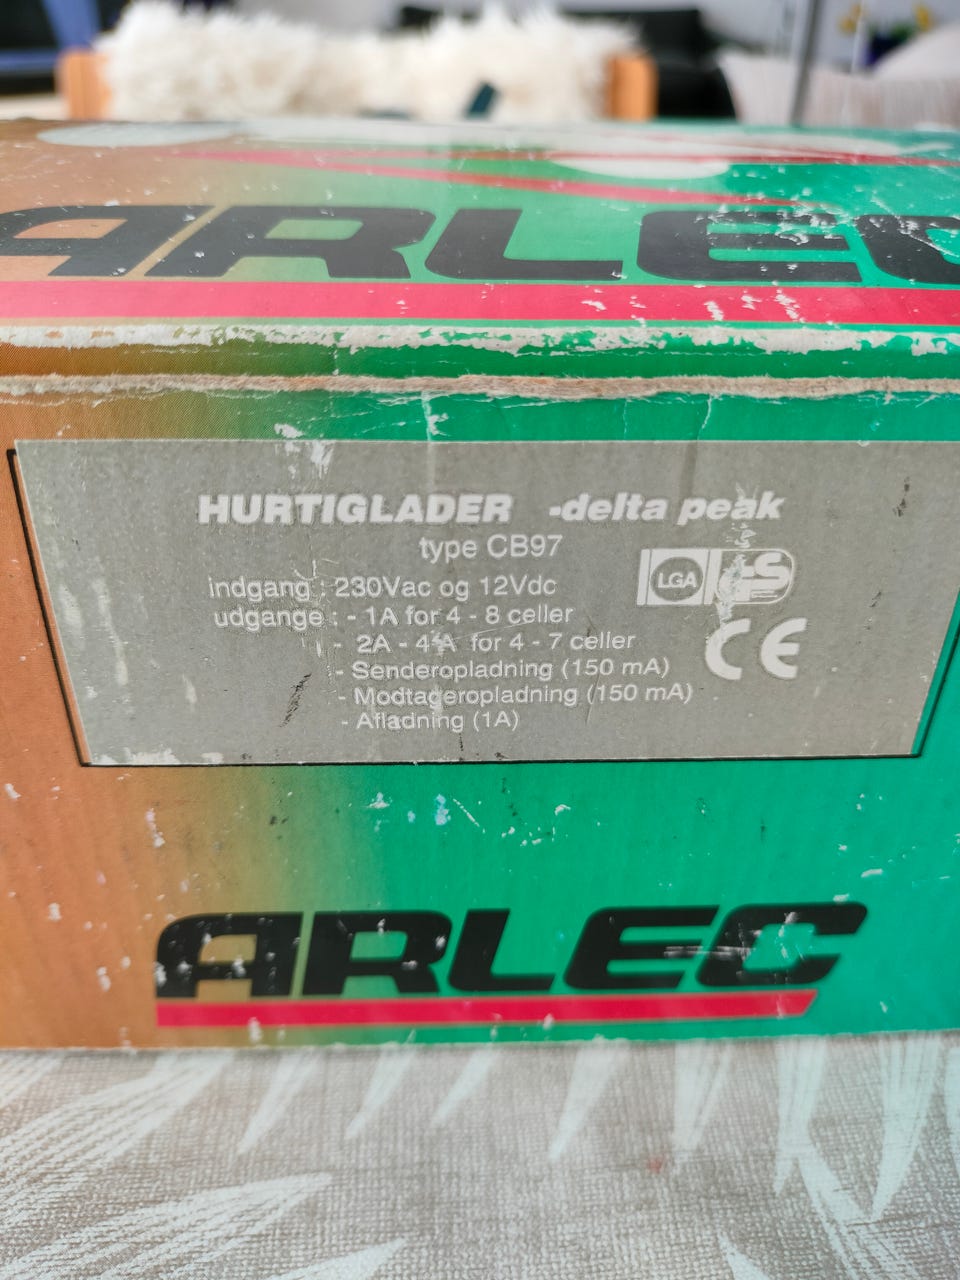 ARLEC
HURTIGLADER -delta peak
type CB97
indgang : 230Vac og 12Vdc
udgange : - 1A for 4 - 8 celler
- 2A - 4A for 4 - 7 celler
- Senderopladning (150 mA)
- Modtageropladning (150 mA)
- Afladning (1A)
LGA GS
CE
ARLEC